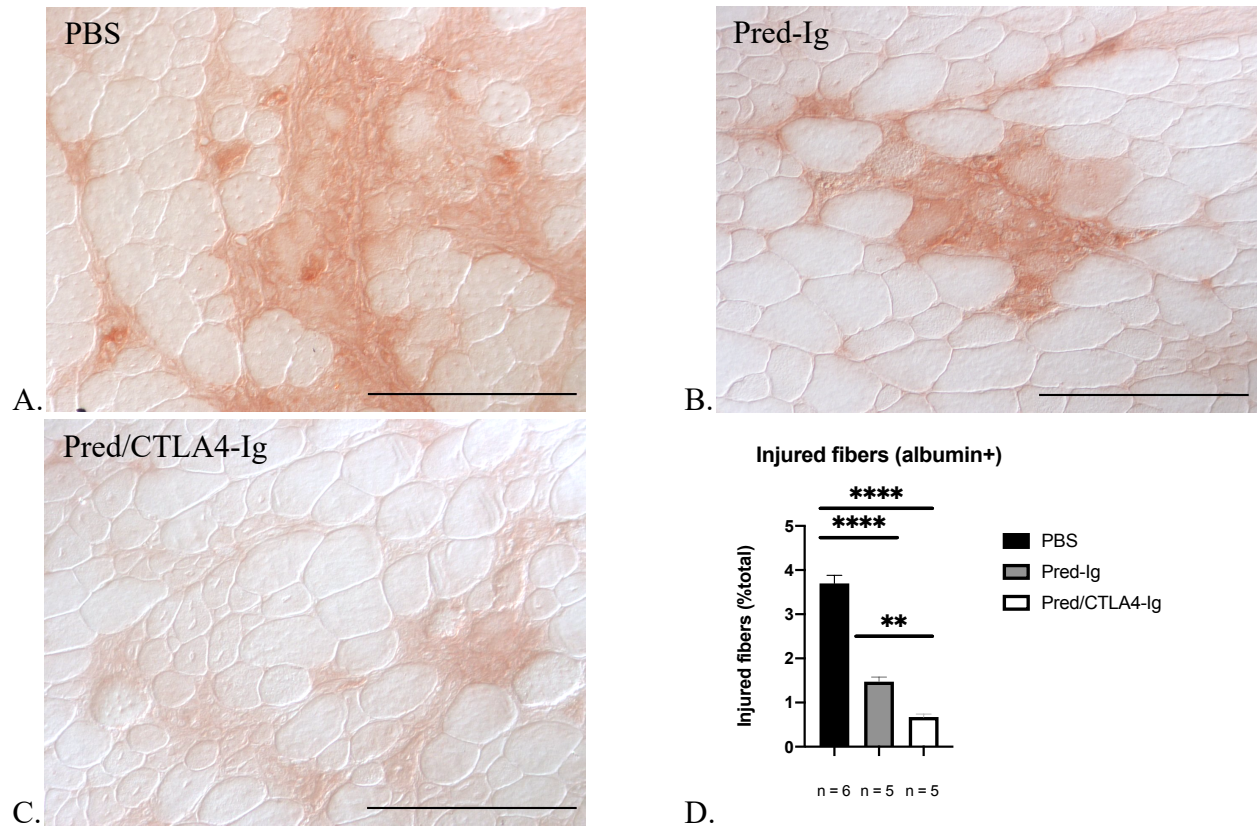 PBS
A.
Pred-Ig
B.
Pred/CTLA4-Ig
C.
Injured fibers (albumin+)
****
****
**
Injured fibers (%total)
5
4
3
2
1
0
n = 6 n = 5 n = 5
PBS
Pred-Ig
Pred/CTLA4-Ig
D.